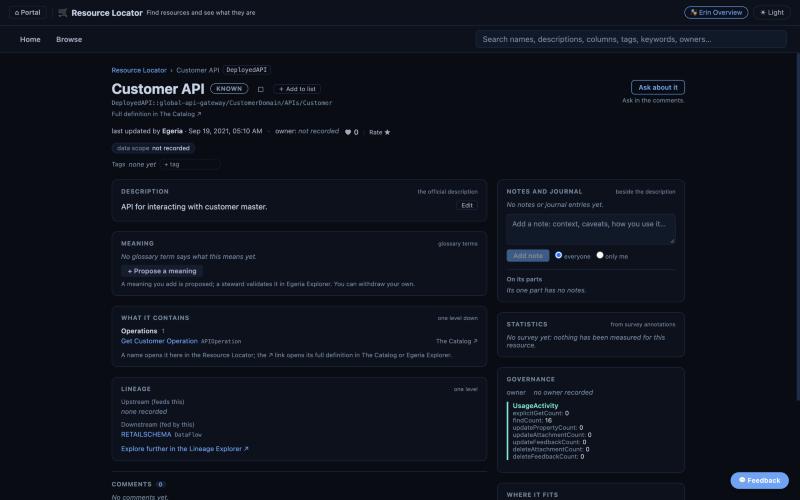 ⌂ Portal
🛒 Resource Locator
Find resources and see what they are
Erin Overview
☀ Light
Home
Browse
Search names, descriptions, columns, tags, keywords, owners…
Resource Locator › Customer API DeployedAPI
Customer API KNOWN + Add to list
Ask about it
DeployedAPI::global-api-gateway/CustomerDomain/APIs/Customer
Ask in the comments.
Full definition in The Catalog ↗
last updated by Egeria · Sep 19, 2021, 05:10 AM · owner: not recorded ♥ 0 Rate ★
data scope not recorded
Tags none yet + tag
DESCRIPTION the official description
API for interacting with customer master. Edit
MEANING glossary terms
No glossary term says what this means yet.
+ Propose a meaning
A meaning you add is proposed; a steward validates it in Egeria Explorer. You can withdraw your own.
WHAT IT CONTAINS one level down
Operations 1
Get Customer Operation APIOperation The Catalog ↗
A name opens it here in the Resource Locator; the ↗ link opens its full definition in The Catalog or Egeria Explorer.
LINEAGE one level
Upstream (feeds this)
none recorded
Downstream (fed by this)
RETAILSCHEMA DataFlow
Explore further in the Lineage Explorer ↗
COMMENTS 0
No comments yet.
NOTES AND JOURNAL beside the description
No notes or journal entries yet.
Add a note: context, caveats, how you use it…
Add note everyone only me
On its parts
Its one part has no notes.
STATISTICS from survey annotations
No survey yet: nothing has been measured for this
resource.
GOVERNANCE
owner no owner recorded
UsageActivity
explicitGetCount: 0
findCount: 16
updatePropertyCount: 0
updateAttachmentCount: 0
updateFeedbackCount: 0
deleteAttachmentCount: 0
deleteFeedbackCount: 0
WHERE IT FITS
Feedback